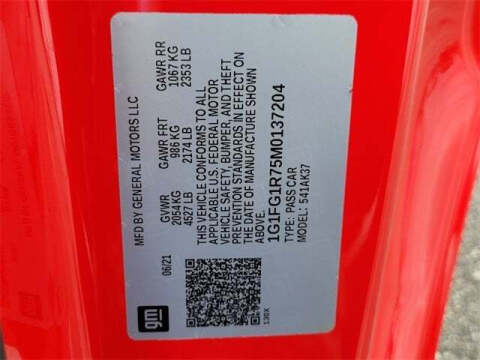 MFD BY GENERAL MOTORS LLC
06/21
GVWR GAWR FRT GAWR RR
2054 KG 986 KG 1067 KG
4527 LB 2174 LB 2353 LB
THIS VEHICLE CONFORMS TO ALL
APPLICABLE U.S. FEDERAL MOTOR
VEHICLE SAFETY, BUMPER, AND THEFT
PREVENTION STANDARDS IN EFFECT ON
THE DATE OF MANUFACTURE SHOWN
ABOVE.
1G1FG1R75M0137204
TYPE: PASS CAR
MODEL: 541AK37
gm